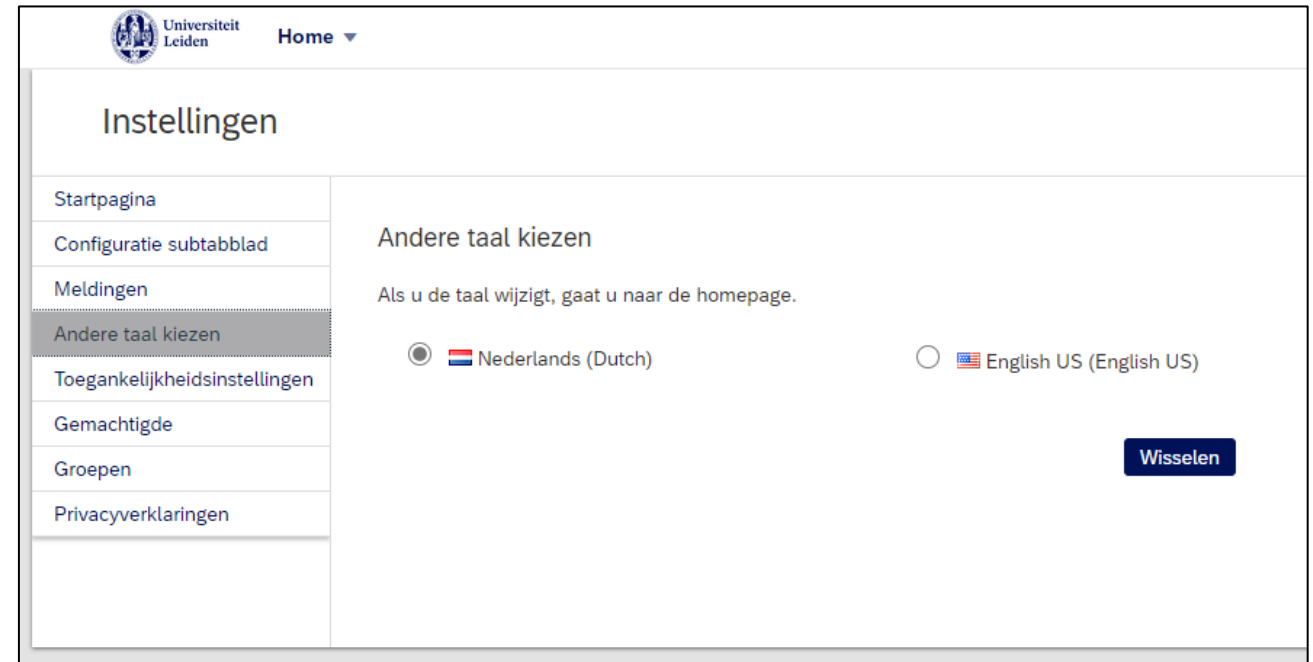 Universiteit
Leiden
Home
Instellingen
Startpagina
Configuratie subtabblad
Meldingen
Andere taal kiezen
Toegankelijkheidsinstellingen
Gemachtigde
Groepen
Privacyverklaringen
Andere taal kiezen
Als u de taal wijzigt, gaat u naar de homepage.
Nederlands (Dutch)
English US (English US)
Wisselen